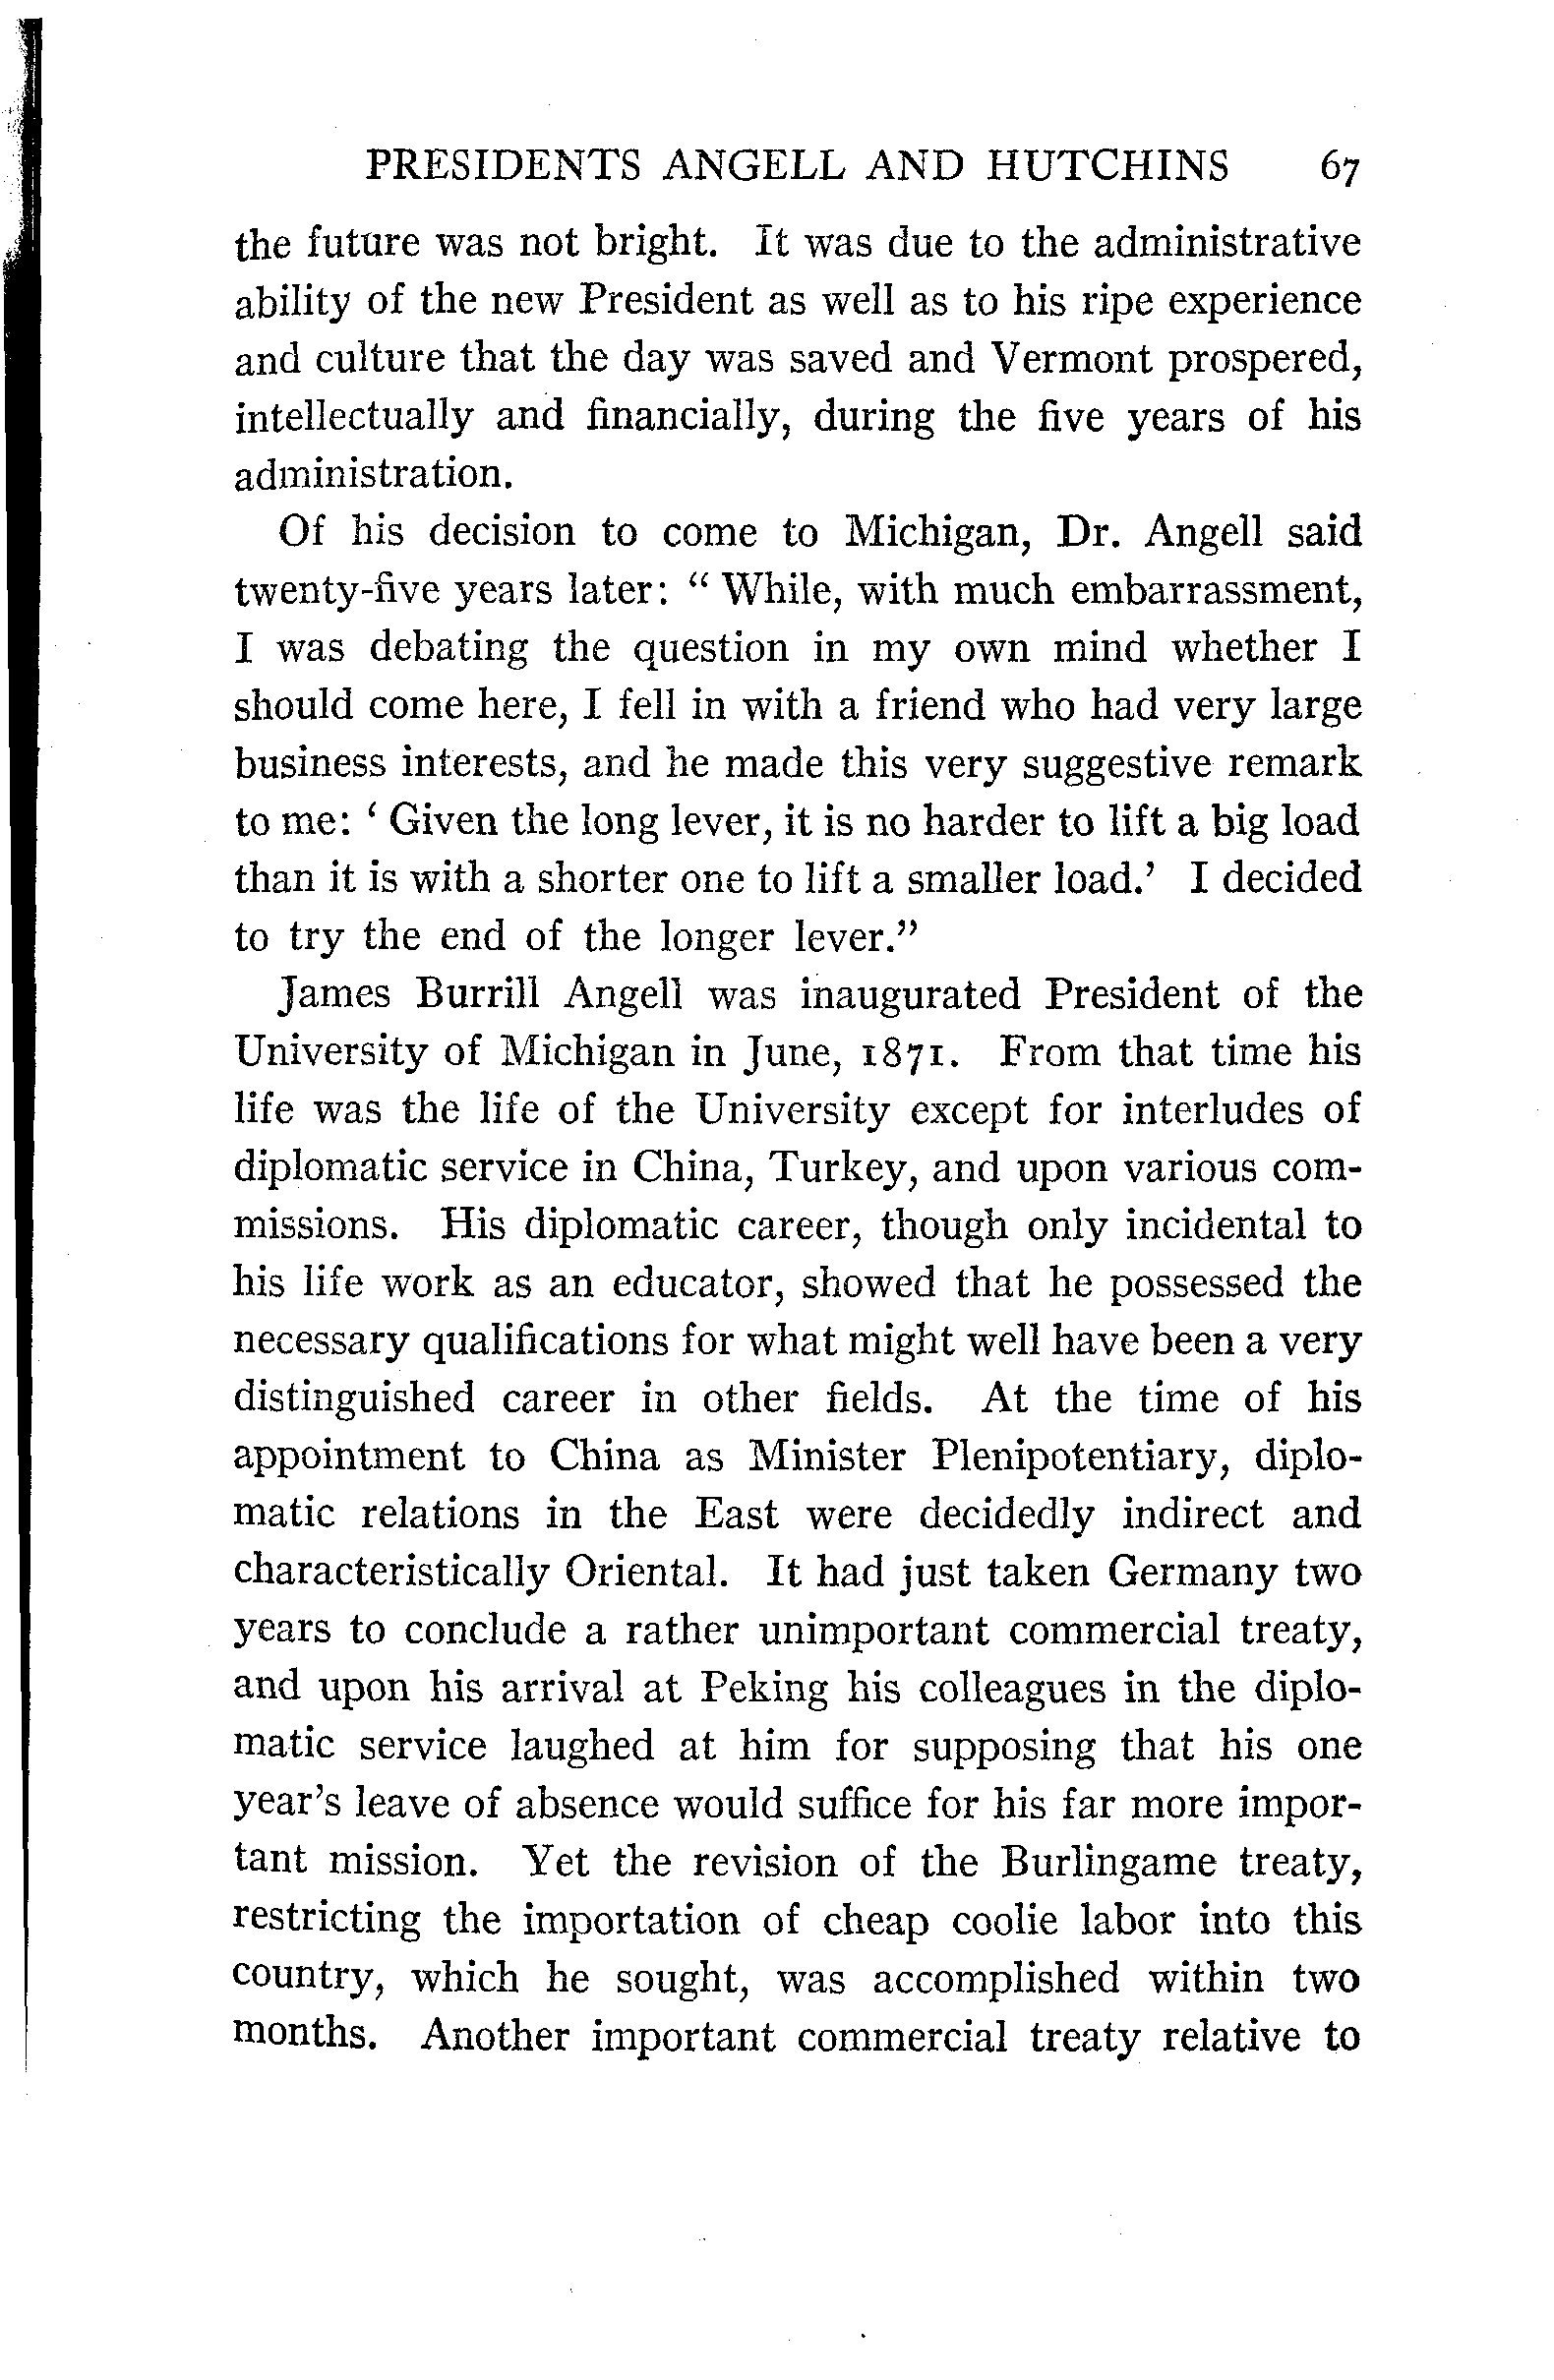 PRESIDENTS ANGELL AND HUTCHINS 67
the future was not bright. It was due to the administrative
ability of the new President as well as to his ripe experience
and culture that the day was saved and Vermont prospered,
intellectually and financially, during the five years of his
administration.
Of his decision to come to Michigan, Dr. Angell said
twenty-five years later: “ While, with much embarrassment,
I was debating the question in my own mind whether I
should come here, I fell in with a friend who had very large
business interests, and he made this very suggestive remark
to me: ‘ Given the long lever, it is no harder to lift a big load
than it is with a shorter one to lift a smaller load.’ I decided
to try the end of the longer lever.”
James Burrill Angell was inaugurated President of the
University of Michigan in June, 1871. From that time his
life was the life of the University except for interludes of
diplomatic service in China, Turkey, and upon various com-
missions. His diplomatic career, though only incidental to
his life work as an educator, showed that he possessed the
necessary qualifications for what might well have been a very
distinguished career in other fields. At the time of his
appointment to China as Minister Plenipotentiary, diplo-
matic relations in the East were decidedly indirect and
characteristically Oriental. It had just taken Germany two
years to conclude a rather unimportant commercial treaty,
and upon his arrival at Peking his colleagues in the diplo-
matic service laughed at him for supposing that his one
year’s leave of absence would suffice for his far more impor-
tant mission. Yet the revision of the Burlingame treaty,
restricting the importation of cheap coolie labor into this
country, which he sought, was accomplished within two
months. Another important commercial treaty relative to